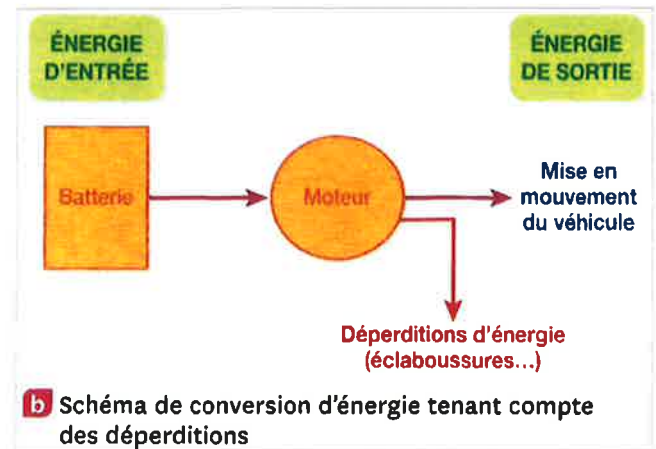 ÉNERGIE
D'ENTRÉE
ÉNERGIE
DE SORTIE
Batterie
Moteur
Mise en
mouvement
du véhicule
Déperditions d'énergie
(éclaboussures...)
b Schéma de conversion d'énergie tenant compte
des déperditions